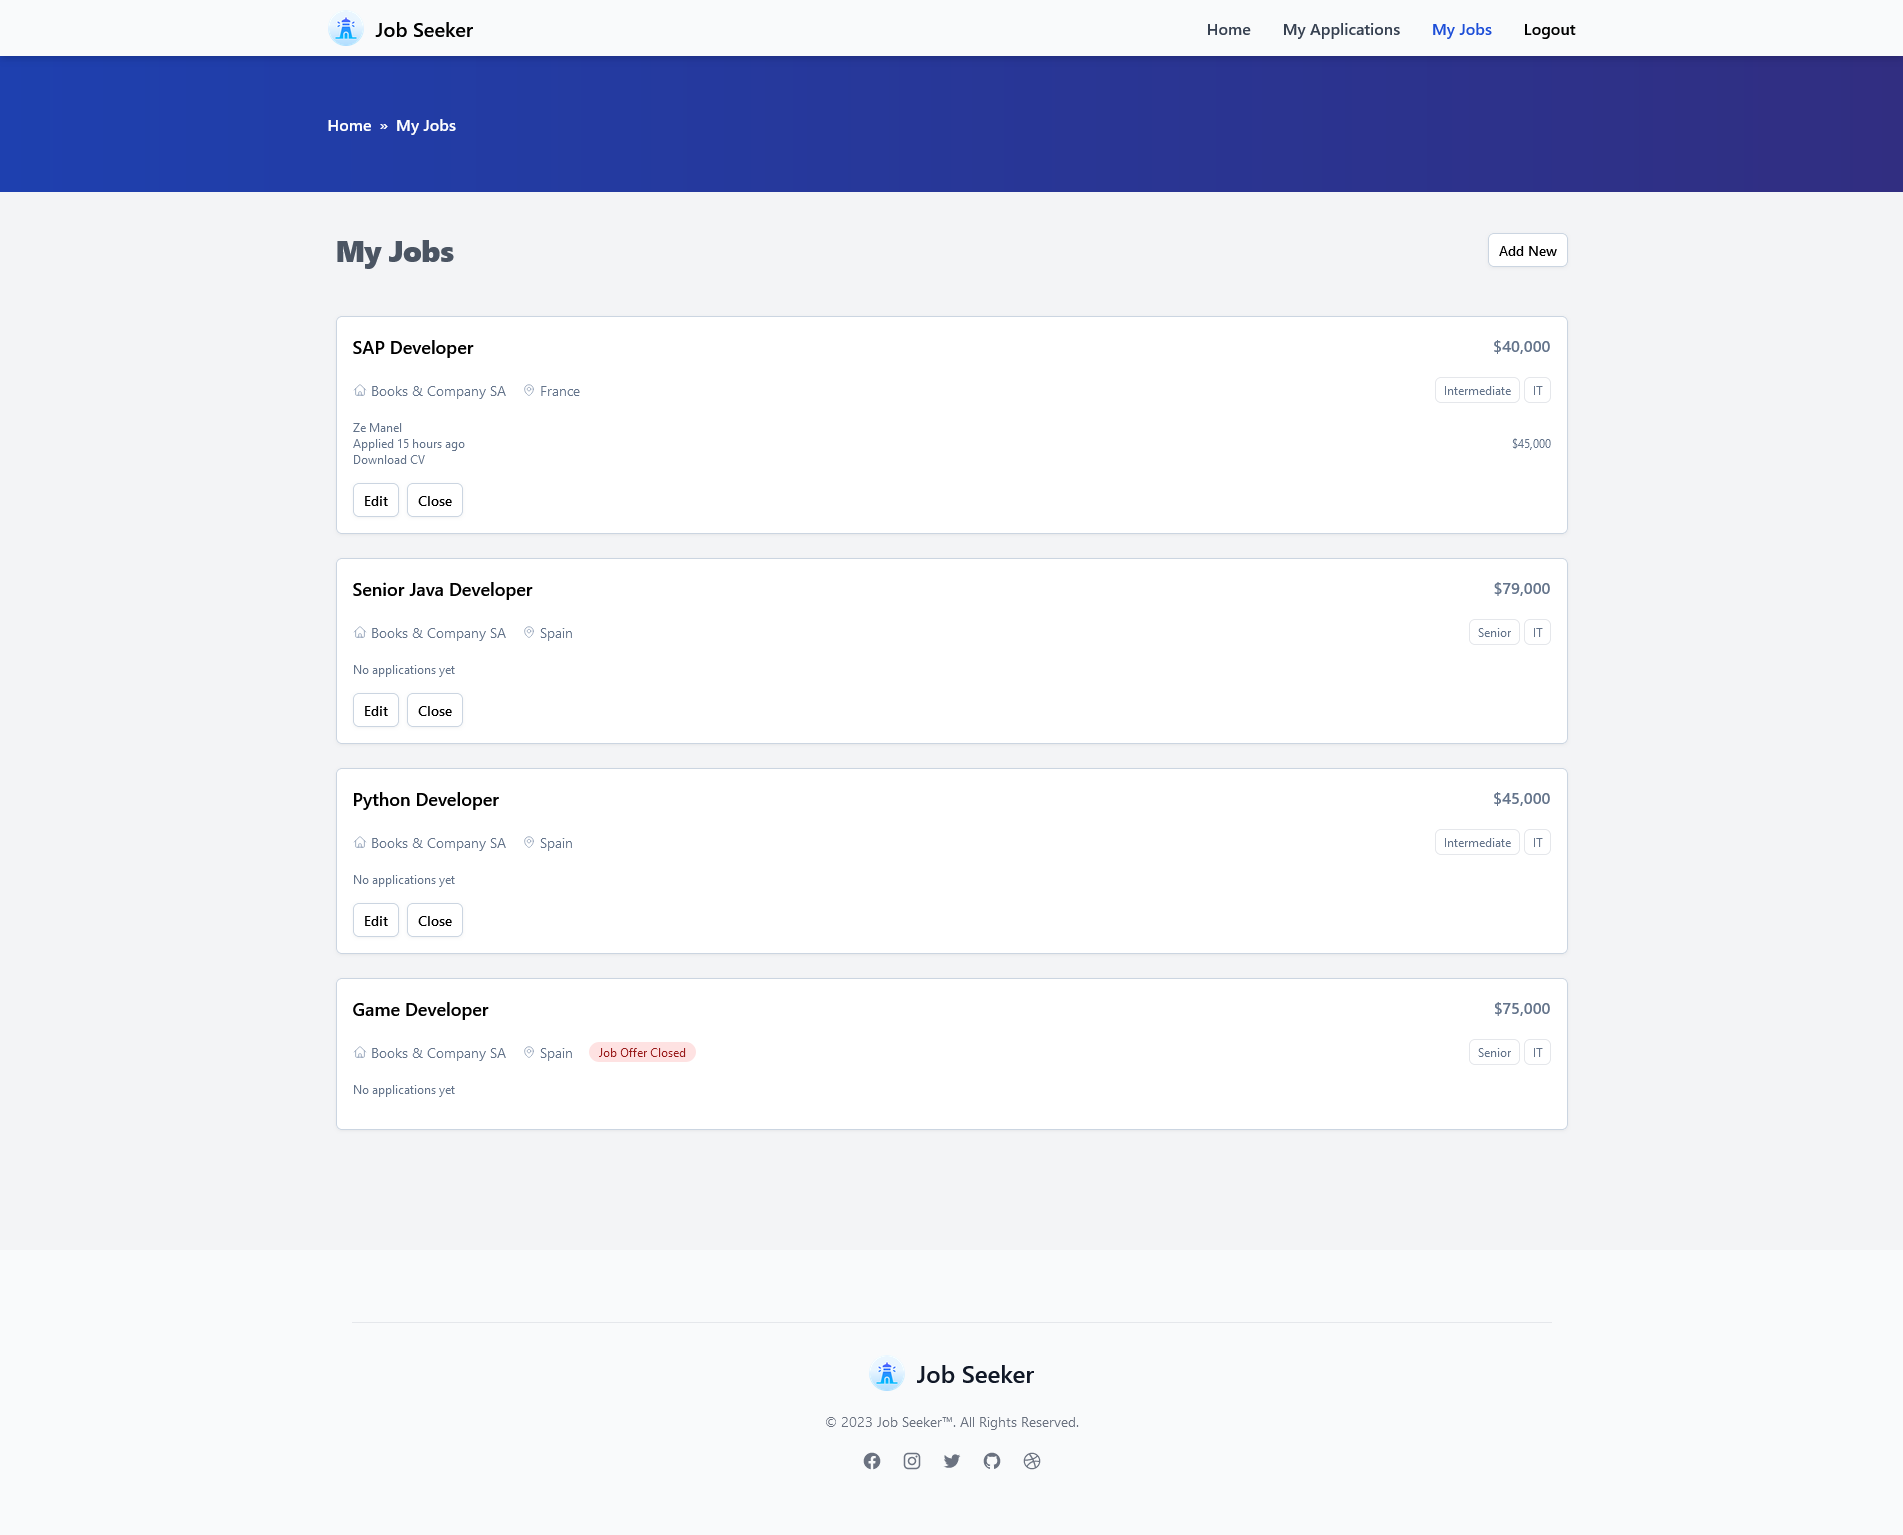 Job Seeker
Home My Applications My Jobs Logout
Home » My Jobs
My Jobs
Add New
SAP Developer
$40,000
Books & Company SA France
Intermediate IT
Ze Manel
Applied 15 hours ago
$45,000
Download CV
Edit Close
Senior Java Developer
$79,000
Books & Company SA Spain
Senior IT
No applications yet
Edit Close
Python Developer
$45,000
Books & Company SA Spain
Intermediate IT
No applications yet
Edit Close
Game Developer
$75,000
Books & Company SA Spain Job Offer Closed
Senior IT
No applications yet
Job Seeker
© 2023 Job Seeker™. All Rights Reserved.